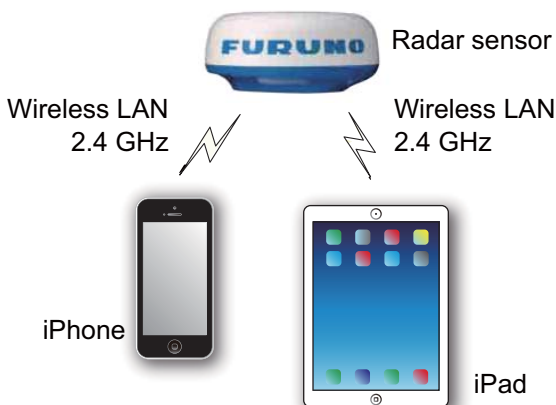 FURUNO
Radar sensor
Wireless LAN
2.4 GHz
Wireless LAN
2.4 GHz
iPhone
iPad